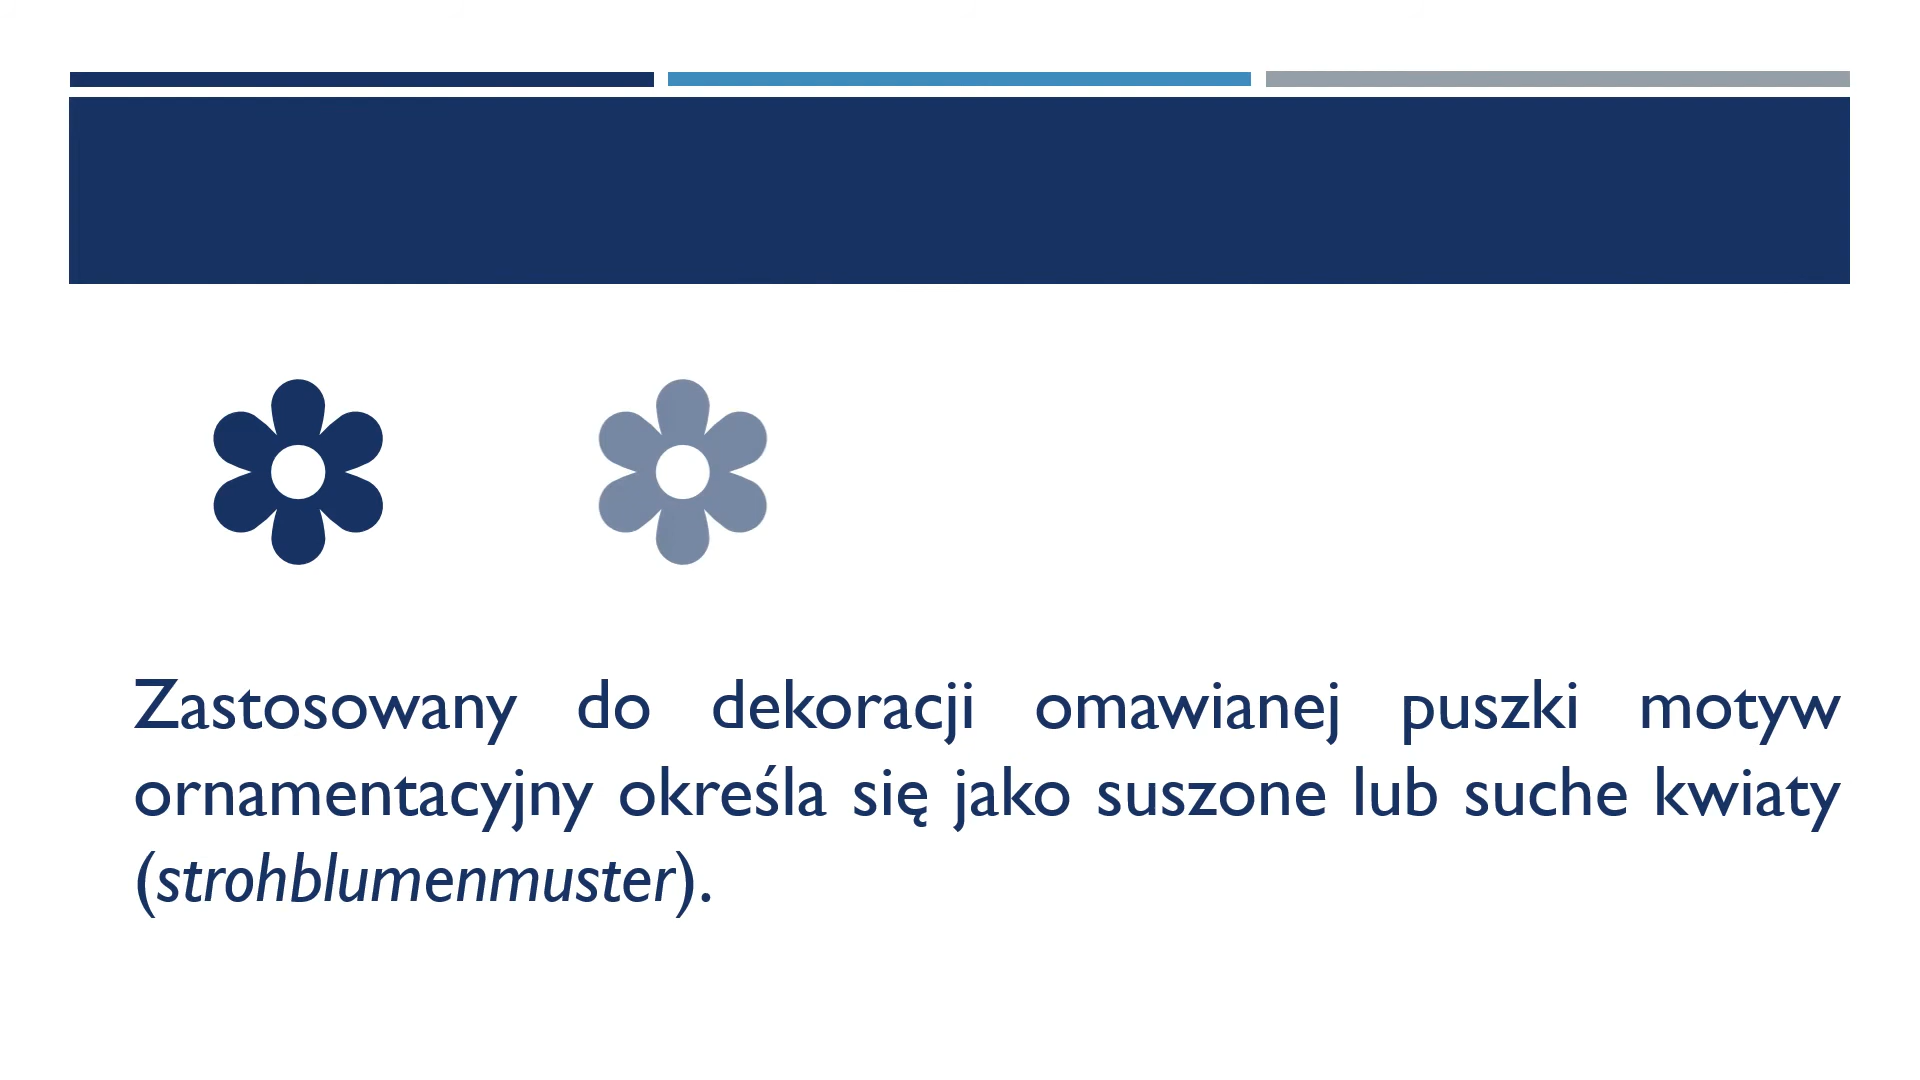 Zastosowany do dekoracji omawianej puszki motyw
ornamentacyjny określa się jako suszone lub suche kwiaty
(strohblumenmuster).